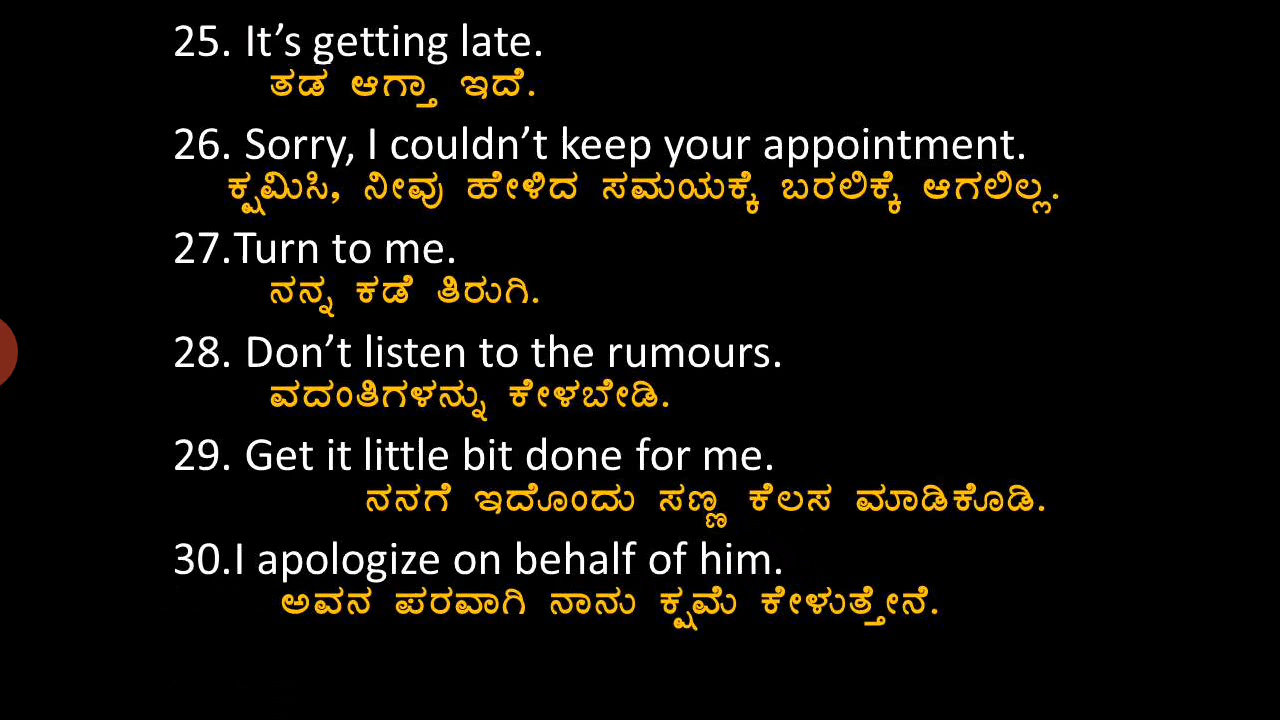 25. It’s getting late.
ತಡ ಆಗ್ತಾ ಇದೆ.
26. Sorry, I couldn’t keep your appointment.
ಕ್ಷಮಿಸಿ, ನೀವು ಹೇಳಿದ ಸಮಯಕ್ಕೆ ಬರಲಿಕ್ಕೆ ಆಗಲಿಲ್ಲ.
27.Turn to me.
ನನ್ನ ಕಡೆ ತಿರುಗಿ.
28. Don’t listen to the rumours.
ವದಂತಿಗಳನ್ನು ಕೇಳಬೇಡಿ.
29. Get it little bit done for me.
ನನಗೆ ಇದೊಂದು ಸಣ್ಣ ಕೆಲಸ ಮಾಡಿಕೊಡಿ.
30.I apologize on behalf of him.
ಅವನ ಪರವಾಗಿ ನಾನು ಕ್ಷಮೆ ಕೇಳುತ್ತೇನೆ.